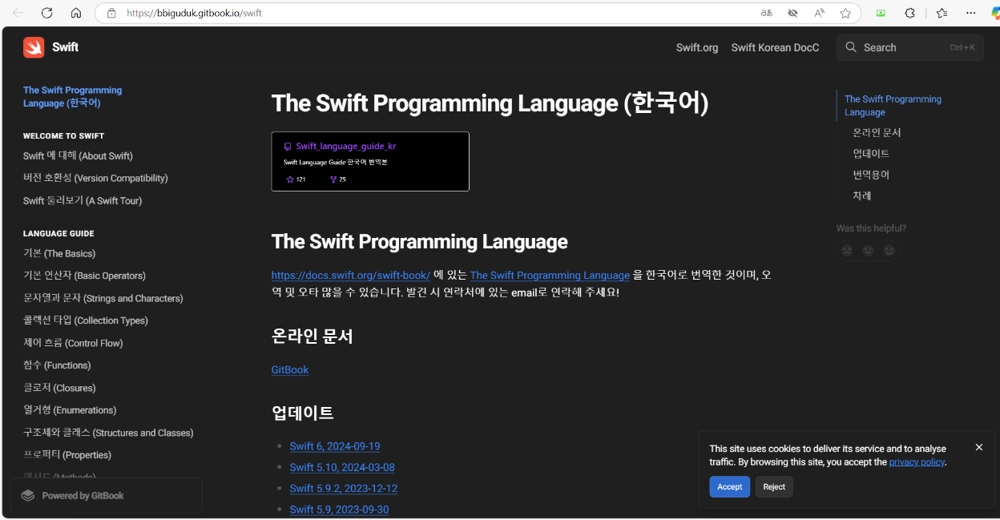 https://bbiguduk.gitbook.io/swift
Swift
Swift.org
Swift Korean DocC
Search
Ctrl + K
The Swift Programming
Language (한국어)
WELCOME TO SWIFT
Swift 에 대해 (About Swift)
버전 호환성 (Version Compatibility)
Swift 둘러보기 (A Swift Tour)
LANGUAGE GUIDE
기본 (The Basics)
기본 연산자 (Basic Operators)
문자열과 문자 (Strings and Characters)
콜렉션 타입 (Collection Types)
제어 흐름 (Control Flow)
함수 (Functions)
클로저 (Closures)
열거형 (Enumerations)
구조체와 클래스 (Structures and Classes)
프로퍼티 (Properties)
메서드 (Methods)
Powered by GitBook
The Swift Programming Language (한국어)
Swift_language_guide_kr
Swift Language Guide 한국어 번역본
121
25
The Swift Programming Language
https://docs.swift.org/swift-book/ 에 있는 The Swift Programming Language 을 한국어로 번역한 것이며, 오
역 및 오타 많을 수 있습니다. 발견 시 연락처에 있는 email로 연락해 주세요!
온라인 문서
GitBook
업데이트
Swift 6, 2024-09-19
Swift 5.10, 2024-03-08
Swift 5.9.2, 2023-12-12
Swift 5.9, 2023-09-30
The Swift Programming
Language
온라인 문서
업데이트
번역용어
차례
Was this helpful?
This site uses cookies to deliver its service and to analyse
traffic. By browsing this site, you accept the privacy policy.
Accept
Reject